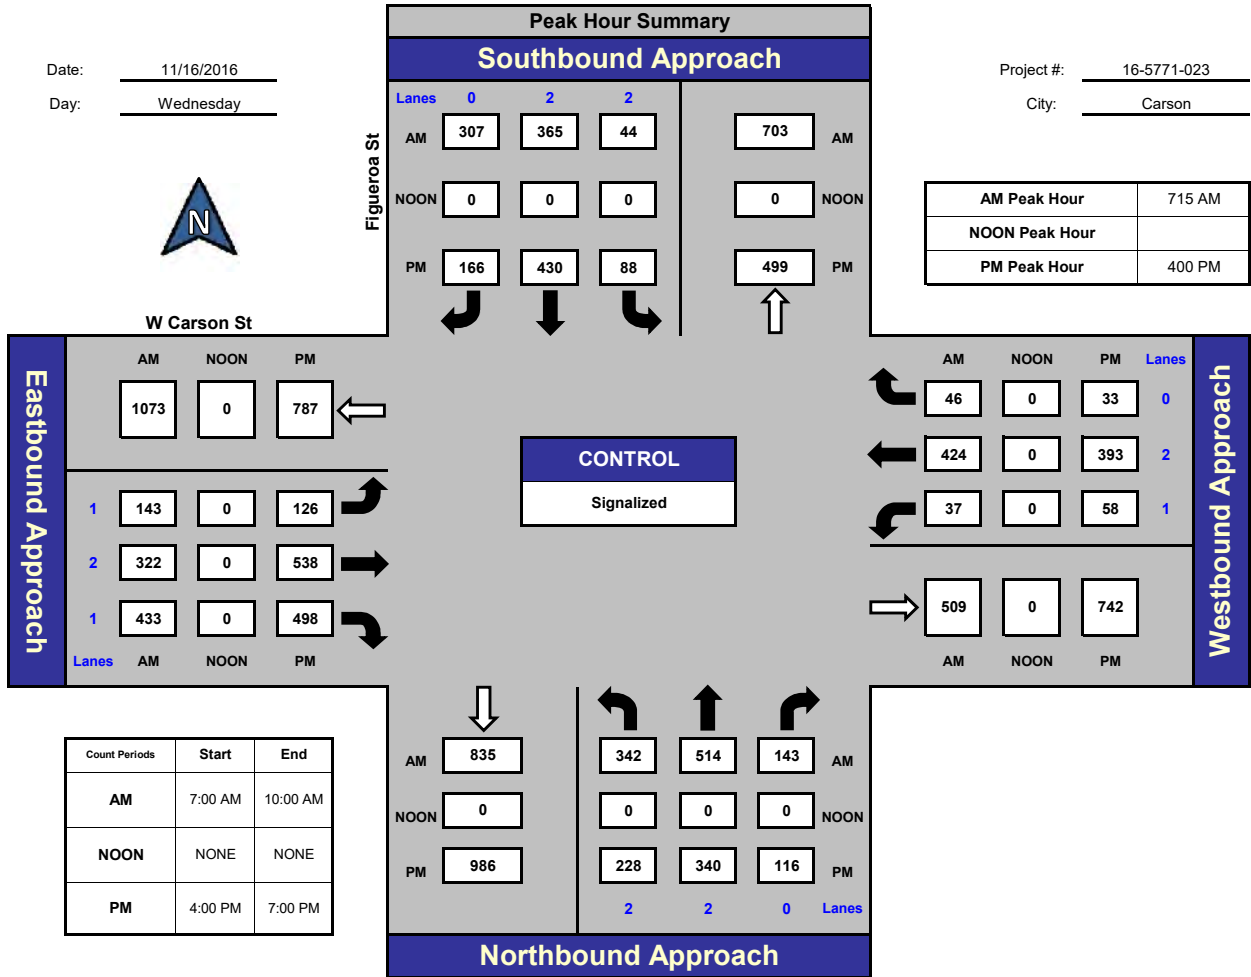 Peak Hour Summary
Southbound Approach
Date: 11/16/2016
Day: Wednesday
Project #: 16-5771-023
City: Carson
N
Figueroa St
Lanes 0 2 2
AM 307 365 44 703 AM
NOON 0 0 0 0 NOON
PM 166 430 88 499 PM
AM Peak Hour 715 AM
NOON Peak Hour
PM Peak Hour 400 PM
W Carson St
Eastbound Approach
AM NOON PM
1073 0 787
1 143 0 126
2 322 0 538
1 433 0 498
Lanes AM NOON PM
CONTROL
Signalized
AM NOON PM Lanes
46 0 33 0
424 0 393 2
37 0 58 1
509 0 742
AM NOON PM
Westbound Approach
Count Periods Start End
AM 7:00 AM 10:00 AM
NOON NONE NONE
PM 4:00 PM 7:00 PM
AM 835 342 514 143 AM
NOON 0 0 0 0 NOON
PM 986 228 340 116 PM
2 2 0 Lanes
Northbound Approach